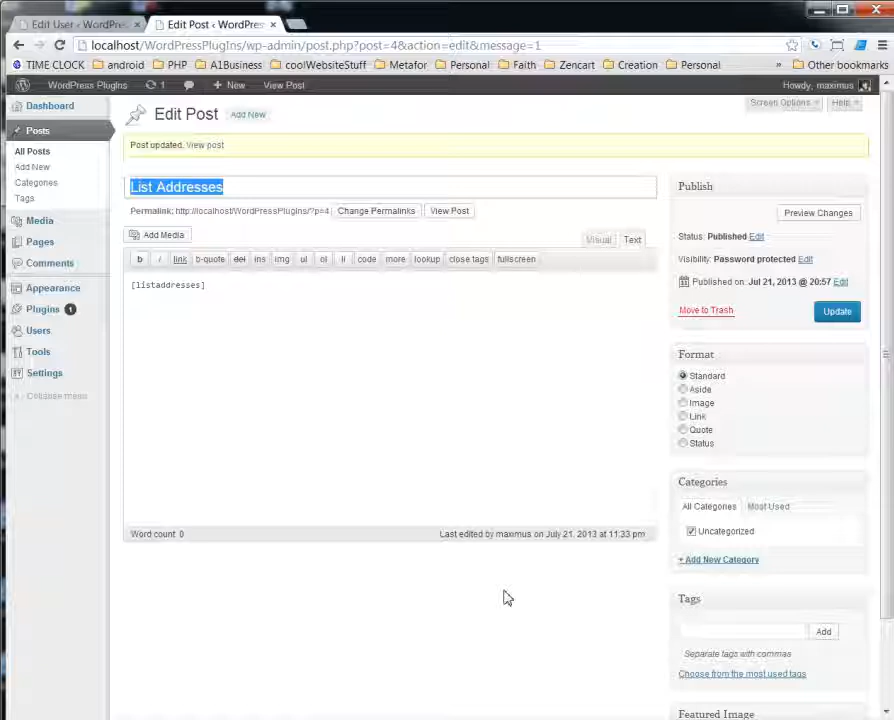 Edit User ‹ WordPres
Edit Post ‹ WordPres
localhost/WordPressPlugIns/wp-admin/post.php?post=4&action=edit&message=1
TIME CLOCK android PHP A1Business coolWebsiteStuff Metafor Personal Faith Zencart Creation Personal » Other bookmarks
WordPress PlugIns 1 + New View Post Howdy, maximus
Dashboard
Posts
All Posts
Add New
Categories
Tags
Media
Pages
Comments
Appearance
Plugins 1
Users
Tools
Settings
Collapse menu
Screen Options Help
Edit Post Add New
Post updated. View post
List Addresses
Permalink: http://localhost/WordPressPlugIns/?p=4 Change Permalinks View Post
Add Media
Visual Text
b i link b-quote del ins img ul ol li code more lookup close tags fullscreen
[listaddresses]
Word count: 0 Last edited by maximus on July 21, 2013 at 11:33 pm
Publish
Preview Changes
Status: Published Edit
Visibility: Password protected Edit
Published on: Jul 21, 2013 @ 20:57 Edit
Move to Trash Update
Format
Standard
Aside
Image
Link
Quote
Status
Categories
All Categories Most Used
Uncategorized
+ Add New Category
Tags
Add
Separate tags with commas
Choose from the most used tags
Featured Image